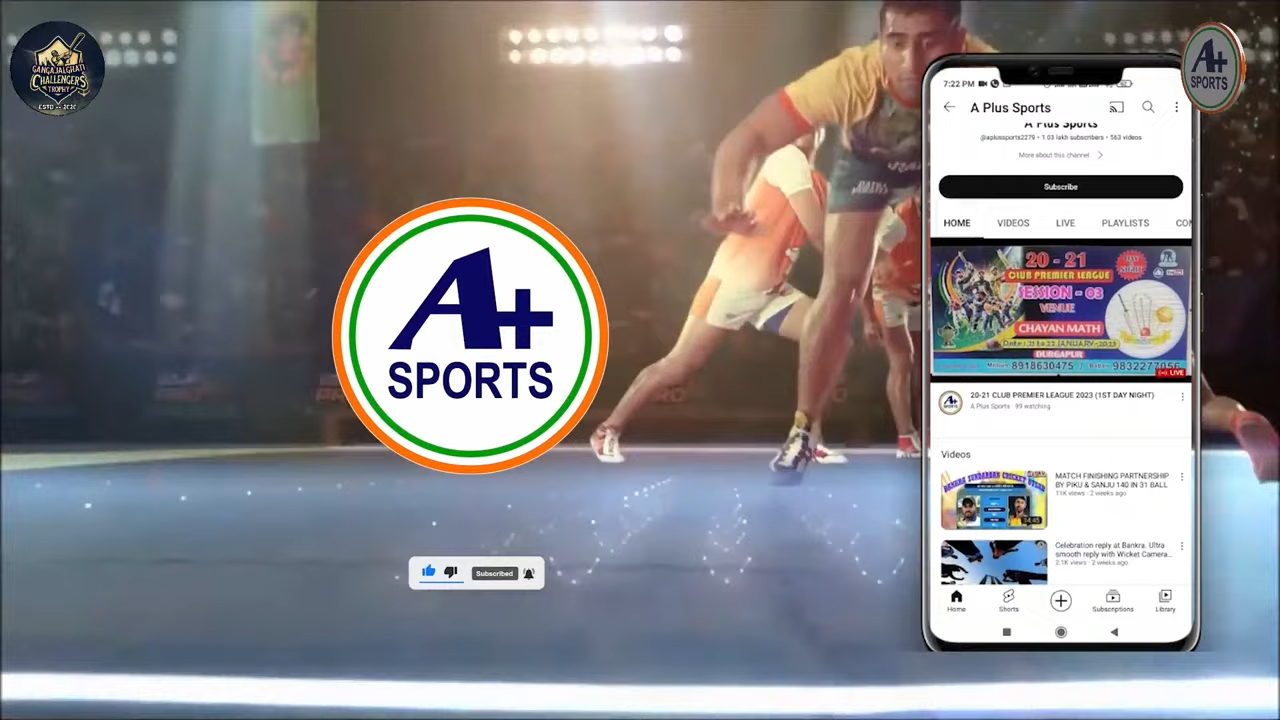 GANGAJALGHATI
CHALLENGERS
TROPHY
ESTD - 2020
A+
SPORTS
Subscribed
A+
SPORTS
7:22 PM
A Plus Sports
A Plus Sports
@aplussports2279 • 1.03 lakh subscribers • 563 videos
More about this channel
Subscribe
HOME VIDEOS LIVE PLAYLISTS
20 - 21
CLUB PREMIER LEAGUE
SESSION - 03
VENUE
CHAYAN MATH
DURGAPUR
8918630475
LIVE
20-21 CLUB PREMIER LEAGUE 2023 (1ST DAY NIGHT)
A Plus Sports · 99 watching
Videos
MATCH FINISHING PARTNERSHIP
BY PIKU & SANJU 140 IN 31 BALL
11K views · 2 weeks ago
Celebration reply at Bankra. Ultra
smooth reply with Wicket Camera...
2.1K views · 2 weeks ago
Home Shorts Subscriptions Library